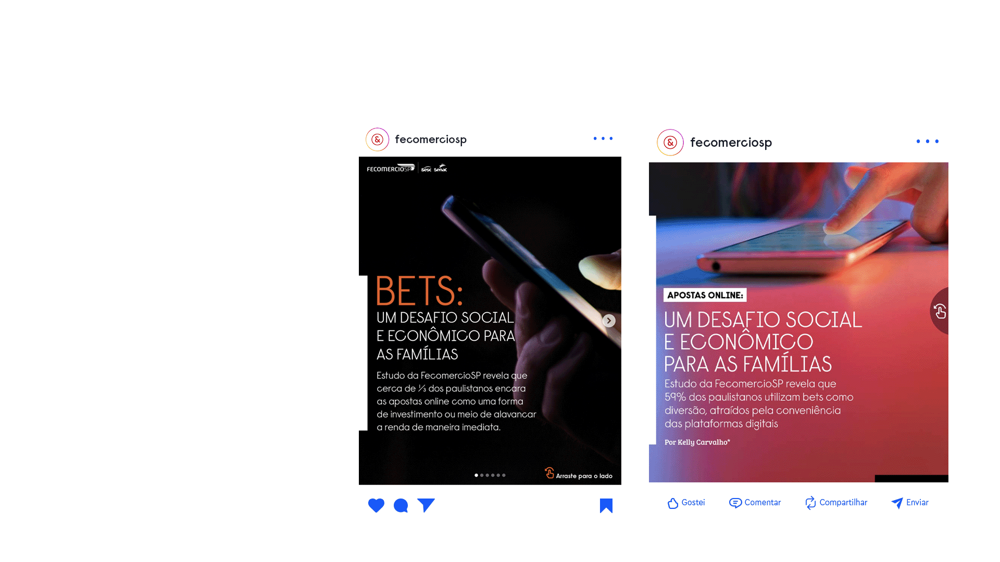 fecomerciosp
FECOMERCIOSP Sesc Senac
BETS:
UM DESAFIO SOCIAL
E ECONÔMICO PARA
AS FAMÍLIAS
Estudo da FecomercioSP revela que
cerca de ⅓ dos paulistanos encara
as apostas online como uma forma
de investimento ou meio de alavancar
a renda de maneira imediata.
Arraste para o lado
fecomerciosp
APOSTAS ONLINE:
UM DESAFIO SOCIAL
E ECONÔMICO
PARA AS FAMÍLIAS
Estudo da FecomercioSP revela que
59% dos paulistanos utilizam bets como
diversão, atraídos pela conveniência
das plataformas digitais
Por Kelly Carvalho*
Gostei Comentar Compartilhar Enviar